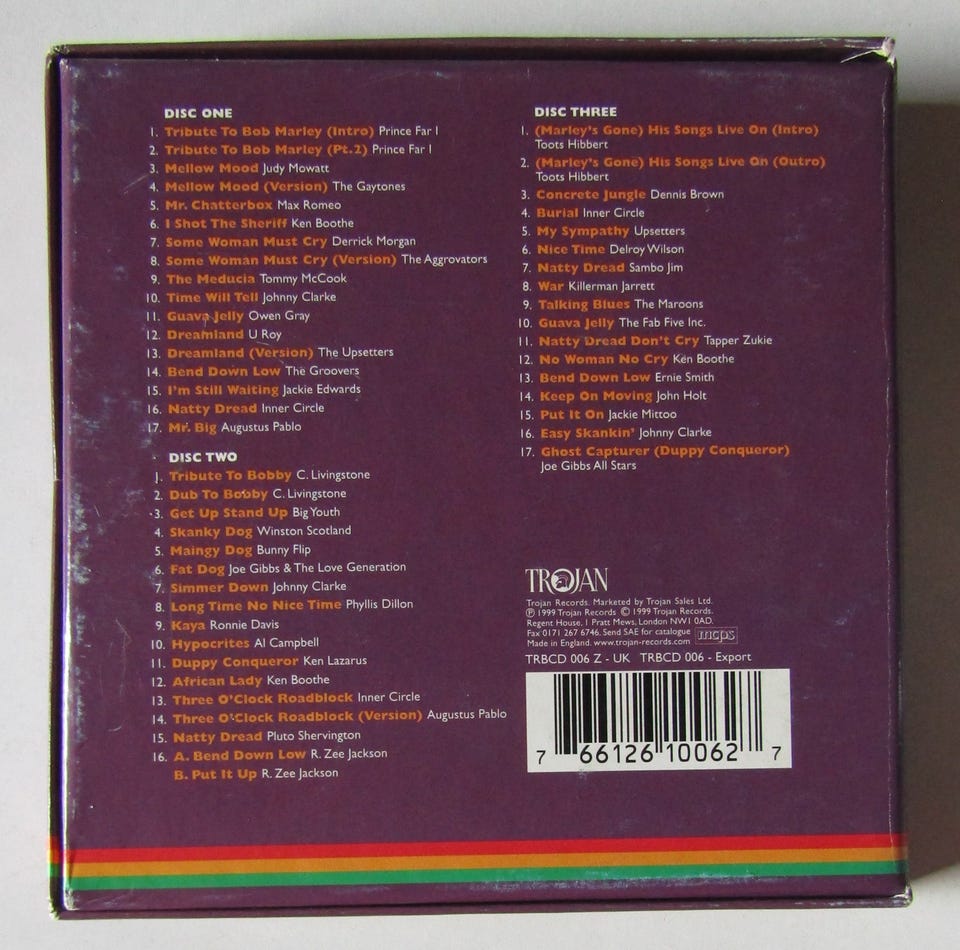 DISC ONE
1. Tribute To Bob Marley (Intro) Prince Far I
2. Tribute To Bob Marley (Pt.2) Prince Far I
3. Mellow Mood Judy Mowatt
4. Mellow Mood (Version) The Gaytones
5. Mr. Chatterbox Max Romeo
6. I Shot The Sheriff Ken Boothe
7. Some Woman Must Cry Derrick Morgan
8. Some Woman Must Cry (Version) The Aggrovators
9. The Meducia Tommy McCook
10. Time Will Tell Johnny Clarke
11. Guava Jelly Owen Gray
12. Dreamland U Roy
13. Dreamland (Version) The Upsetters
14. Bend Down Low The Groovers
15. I'm Still Waiting Jackie Edwards
16. Natty Dread Inner Circle
17. Mr. Big Augustus Pablo
DISC TWO
1. Tribute To Bobby C. Livingstone
2. Dub To Bobby C. Livingstone
3. Get Up Stand Up Big Youth
4. Skanky Dog Winston Scotland
5. Maingy Dog Bunny Flip
6. Fat Dog Joe Gibbs & The Love Generation
7. Simmer Down Johnny Clarke
8. Long Time No Nice Time Phyllis Dillon
9. Kaya Ronnie Davis
10. Hypocrites Al Campbell
11. Duppy Conqueror Ken Lazarus
12. African Lady Ken Boothe
13. Three O'Clock Roadblock Inner Circle
14. Three O'Clock Roadblock (Version) Augustus Pablo
15. Natty Dread Pluto Shervington
16. A. Bend Down Low R. Zee Jackson
B. Put It Up R. Zee Jackson
DISC THREE
1. (Marley's Gone) His Songs Live On (Intro)
Toots Hibbert
2. (Marley's Gone) His Songs Live On (Outro)
Toots Hibbert
3. Concrete Jungle Dennis Brown
4. Burial Inner Circle
5. My Sympathy Upsetters
6. Nice Time Delroy Wilson
7. Natty Dread Sambo Jim
8. War Killerman Jarrett
9. Talking Blues The Maroons
10. Guava Jelly The Fab Five Inc.
11. Natty Dread Don't Cry Tapper Zukie
12. No Woman No Cry Ken Boothe
13. Bend Down Low Ernie Smith
14. Keep On Moving John Holt
15. Put It On Jackie Mittoo
16. Easy Skankin' Johnny Clarke
17. Ghost Capturer (Duppy Conqueror)
Joe Gibbs All Stars
TROJAN
Trojan Records. Marketed by Trojan Sales Ltd.
℗ 1999 Trojan Records © 1999 Trojan Records.
Regent House, 1 Pratt Mews, London NW1 0AD.
Fax 0171 267 6746. Send SAE for catalogue mcps
Made in England. www.trojan-records.com
TRBCD 006 Z - UK TRBCD 006 - Export
7 66126 10062 7